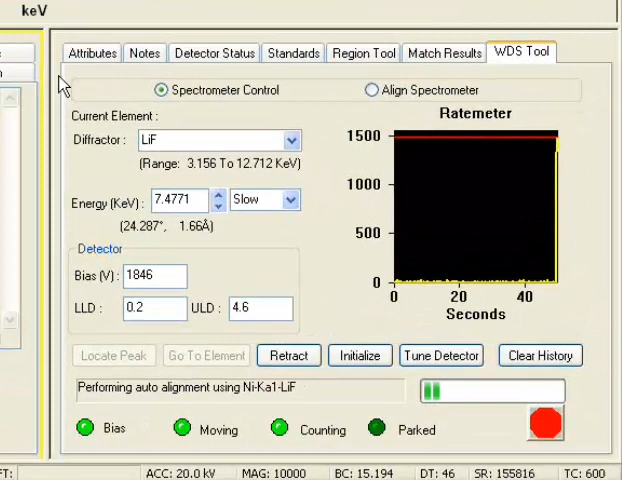 keV
Attributes Notes Detector Status Standards Region Tool Match Results WDS Tool
Spectrometer Control Align Spectrometer
Current Element :
Diffractor : LiF
(Range: 3.156 To 12.712 KeV)
Energy (KeV) : 7.4771 Slow
(24.287°, 1.66Å)
Detector
Bias (V) : 1846
LLD : 0.2 ULD : 4.6
Ratemeter
1500
1000
500
0
0 20 40
Seconds
Locate Peak Go To Element Retract Initialize Tune Detector Clear History
Performing auto alignment using Ni-Ka1-LiF
Bias Moving Counting Parked
FT: ACC: 20.0 kV MAG: 10000 BC: 15.194 DT: 46 SR: 155816 TC: 600